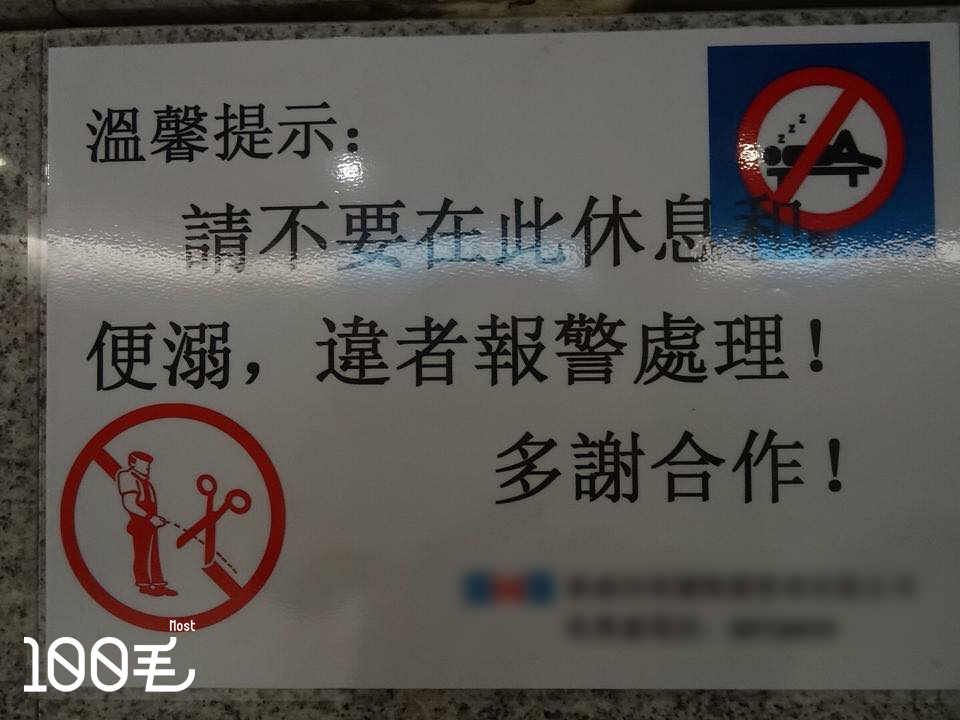 溫馨提示:
zzz
請不要在此休息和
便溺，違者報警處理！
多謝合作！
Most
100毛